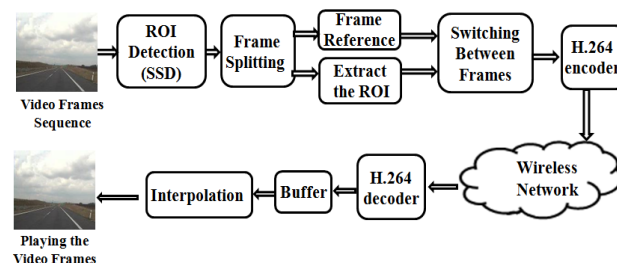 Video Frames
Sequence
ROI
Detection
(SSD)
Frame
Splitting
Frame
Reference
Extract
the ROI
Switching
Between
Frames
H.264
encoder
Wireless
Network
H.264
decoder
Buffer
Interpolation
Playing the
Video Frames